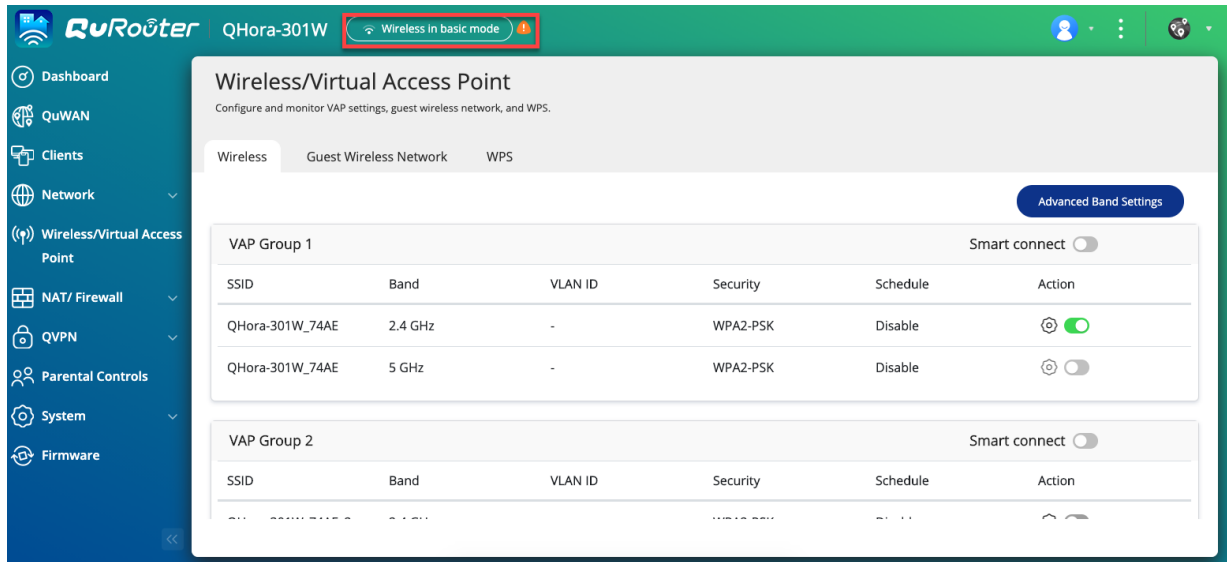 QuRouter QHora-301W Wireless in basic mode
Dashboard
QuWAN
Clients
Network
Wireless/Virtual Access
Point
NAT/ Firewall
QVPN
Parental Controls
System
Firmware
Wireless/Virtual Access Point
Configure and monitor VAP settings, guest wireless network, and WPS.
Wireless Guest Wireless Network WPS
Advanced Band Settings
VAP Group 1 Smart connect
SSID Band VLAN ID Security Schedule Action
QHora-301W_74AE 2.4 GHz - WPA2-PSK Disable
QHora-301W_74AE 5 GHz - WPA2-PSK Disable
VAP Group 2 Smart connect
SSID Band VLAN ID Security Schedule Action